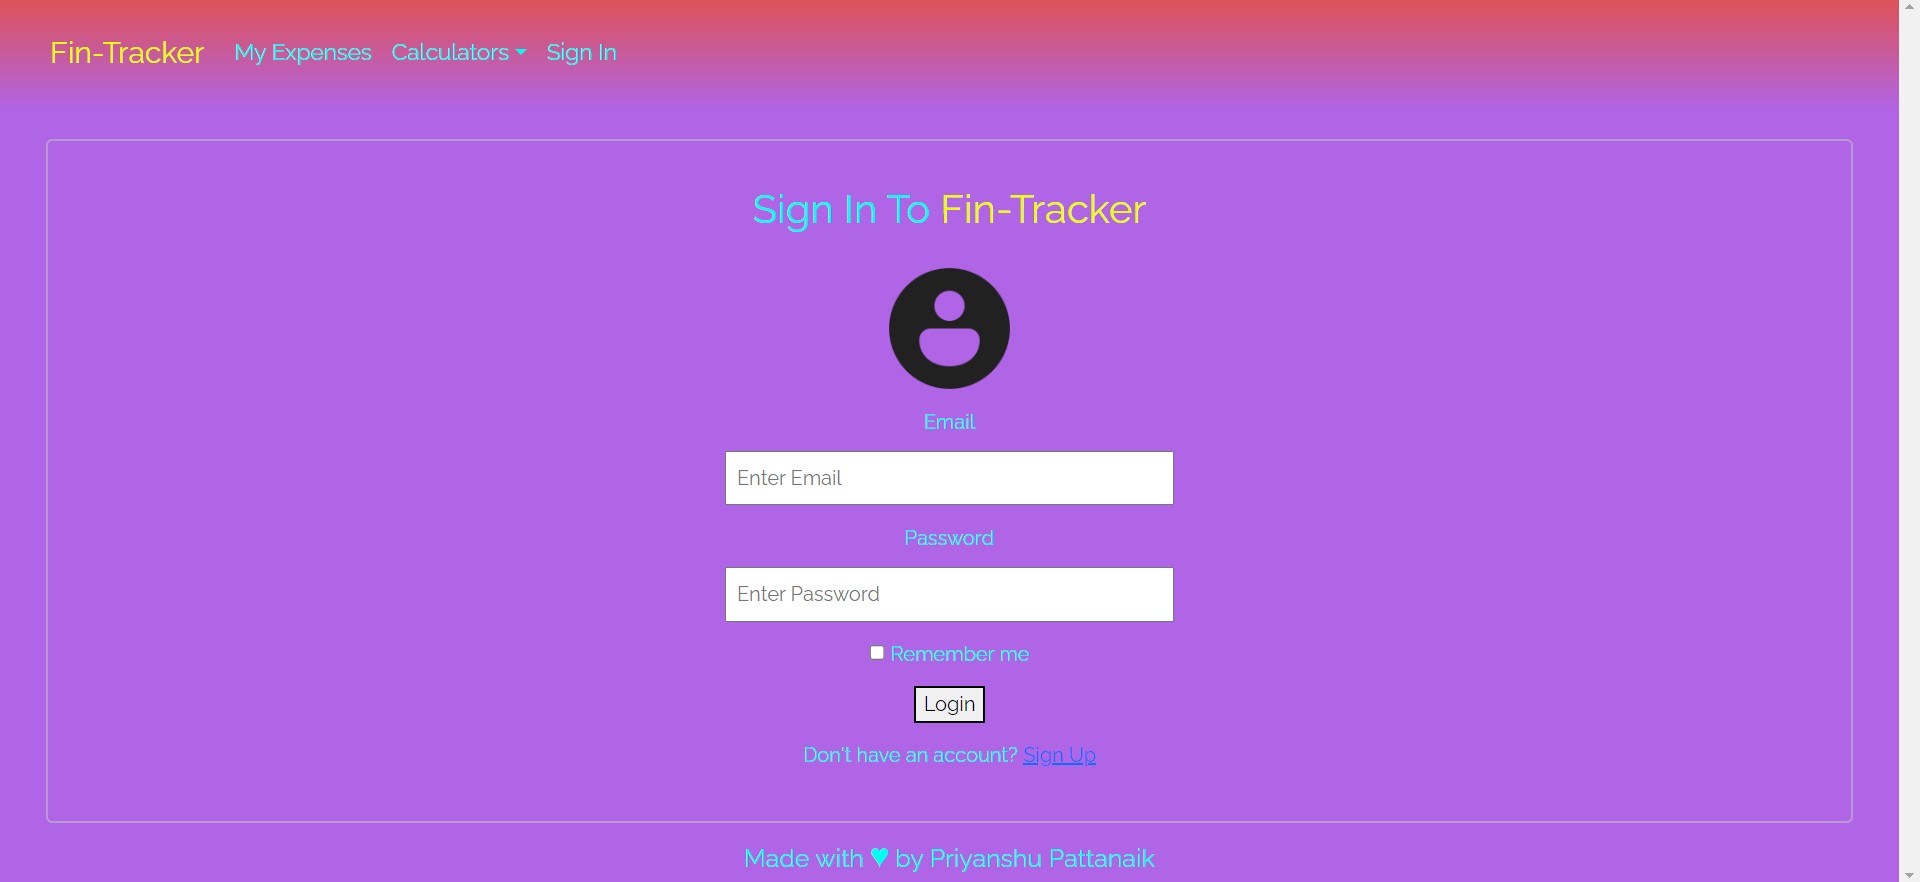 Fin-Tracker My Expenses Calculators Sign In
Sign In To Fin-Tracker
Email
Enter Email
Password
Enter Password
Remember me
Login
Don't have an account? Sign Up
Made with ♥ by Priyanshu Pattanaik